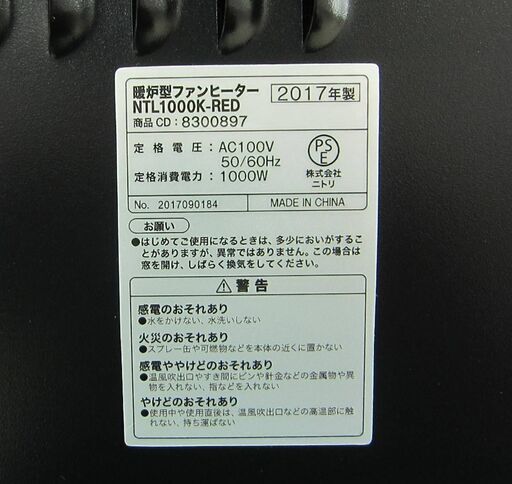 暖炉型ファンヒーター
NTL1000K-RED
2017年製
商品CD：8300897
定格電圧：AC100V
50/60Hz
定格消費電力：1000W
PS
E
株式会社
ニトリ
No. 2017090184
MADE IN CHINA
お願い
●はじめてご使用になるときは、多少においがするこ
とがありますが、異常ではありません。この場合は
窓を開け、しばらく換気をしてください。
警告
感電のおそれあり
●水をかけない、水洗いしない
火災のおそれあり
●スプレー缶や可燃物などを本体の近くに置かない
感電ややけどのおそれあり
●温風吹出口やすき間にピンや針金などの金属物や異
物を入れない、指などを入れない
やけどのおそれあり
●使用中や使用直後は、温風吹出口などの高温部に触
れない、持ち運ばない